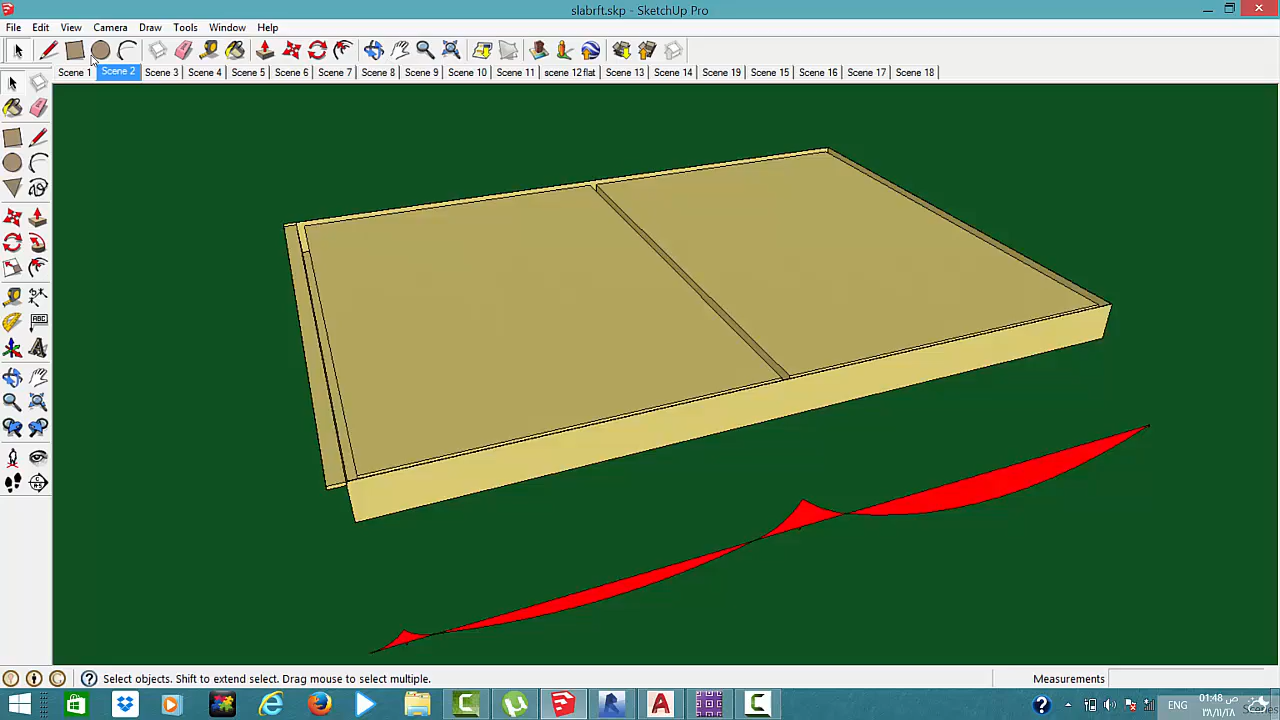 slabrft.skp - SketchUp Pro
File Edit View Camera Draw Tools Window Help
Scene 1 Scene 2 Scene 3 Scene 4 Scene 5 Scene 6 Scene 7 Scene 8 Scene 9 Scene 10 Scene 11 Scene 12 flat Scene 13 Scene 14 Scene 19 Scene 15 Scene 16 Scene 17 Scene 18
ABC
Select objects. Shift to extend select. Drag mouse to select multiple.
Measurements
ENG
01:48 ص